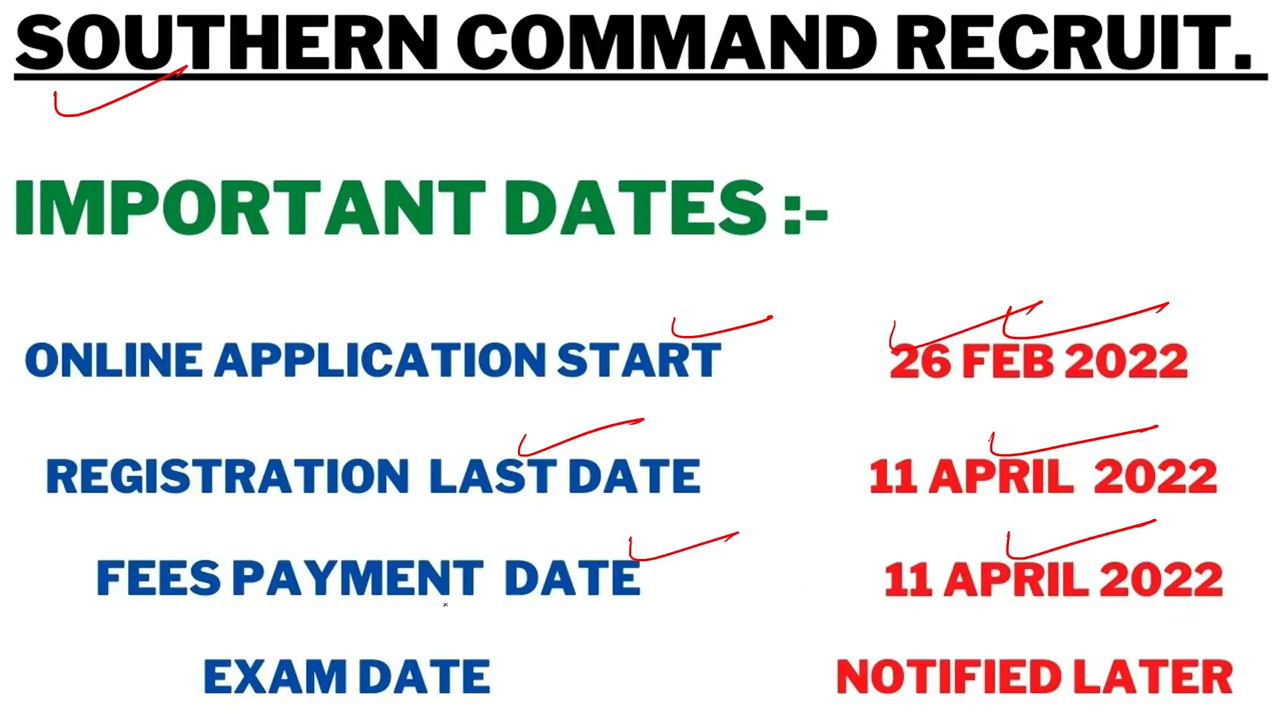 SOUTHERN COMMAND RECRUIT.
IMPORTANT DATES :-
ONLINE APPLICATION START 26 FEB 2022
REGISTRATION LAST DATE 11 APRIL 2022
FEES PAYMENT DATE 11 APRIL 2022
EXAM DATE NOTIFIED LATER